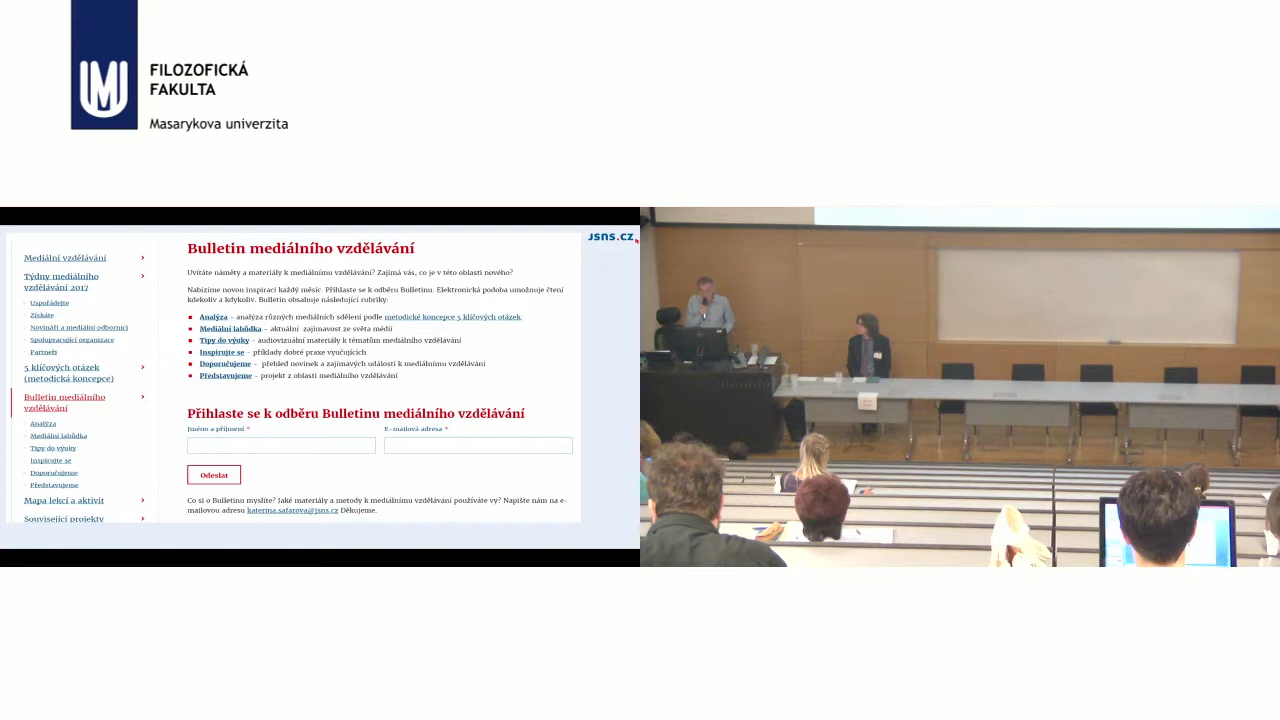 FILOZOFICKÁ
FAKULTA
Masarykova univerzita
jsns.cz
Mediální vzdělávání
Týdny mediálního
vzdělávání 2017
Uspořádejte
Získáte
Novináři a mediální odborníci
Spolupracující organizace
Partneři
5 klíčových otázek
(metodická koncepce)
Bulletin mediálního
vzdělávání
Analýza
Mediální lahůdka
Tipy do výuky
Inspirujte se
Doporučujeme
Představujeme
Mapa lekcí a aktivit
Související projekty
Bulletin mediálního vzdělávání
Uvítáte náměty a materiály k mediálnímu vzdělávání? Zajímá vás, co je v této oblasti nového?
Nabízíme novou inspiraci každý měsíc. Přihlaste se k odběru Bulletinu. Elektronická podoba umožnuje čtení
kdekoliv a kdykoliv. Bulletin obsahuje následující rubriky:
Analýza – analýza různých mediálních sdělení podle metodické koncepce 5 klíčových otázek.
Mediální lahůdka – aktuální zajímavost ze světa médií
Tipy do výuky - audiovizuální materiály k tématům mediálního vzdělávání
Inspirujte se – příklady dobré praxe vyučujících
Doporučujeme – přehled novinek a zajímavých událostí k mediálnímu vzdělávání
Představujeme – projekt z oblasti mediálního vzdělávání
Přihlaste se k odběru Bulletinu mediálního vzdělávání
Jméno a příjmení *
E-mailová adresa *
Odeslat
Co si o Bulletinu myslíte? Jaké materiály a metody k mediálnímu vzdělávání používáte vy? Napište nám na e-
mailovou adresu katerina.safarova@jsns.cz Děkujeme.